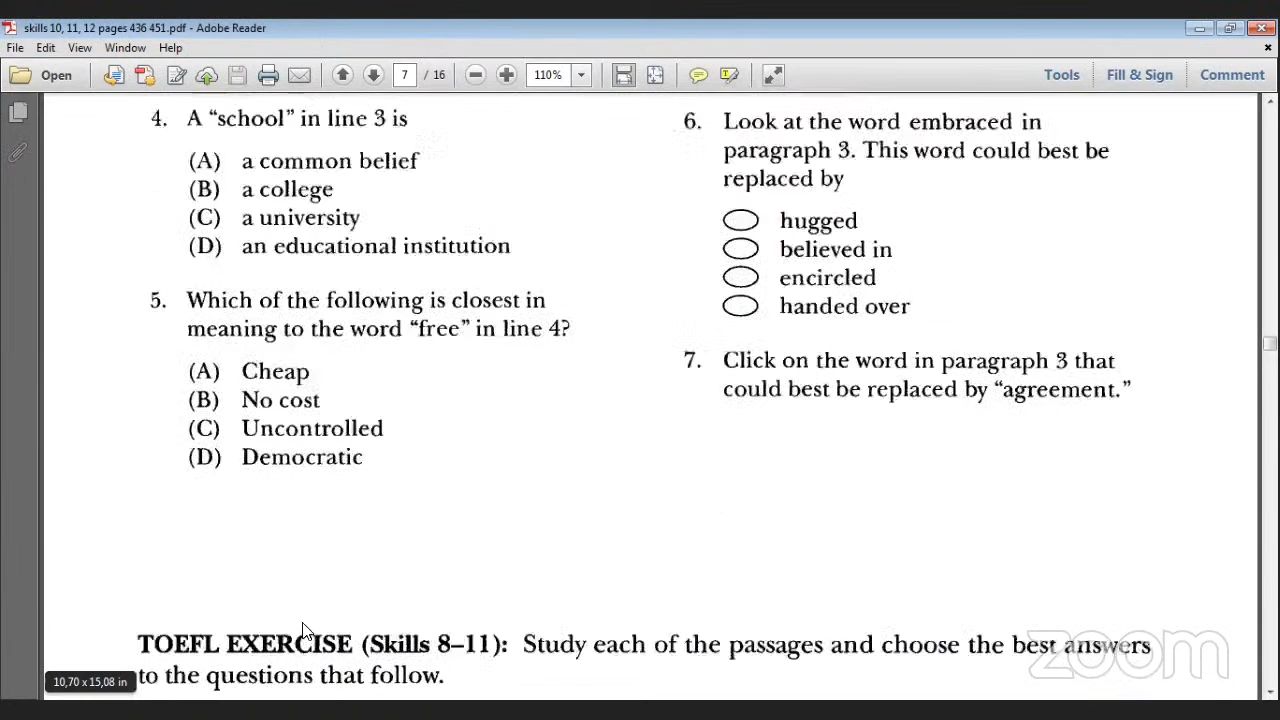 skills 10, 11, 12 pages 436 451.pdf - Adobe Reader
File Edit View Window Help
Open 7 / 16 110% Tools Fill & Sign Comment
4. A “school” in line 3 is
(A) a common belief
(B) a college
(C) a university
(D) an educational institution
5. Which of the following is closest in
meaning to the word “free” in line 4?
(A) Cheap
(B) No cost
(C) Uncontrolled
(D) Democratic
6. Look at the word embraced in
paragraph 3. This word could best be
replaced by
hugged
believed in
encircled
handed over
7. Click on the word in paragraph 3 that
could best be replaced by “agreement.”
TOEFL EXERCISE (Skills 8–11): Study each of the passages and choose the best answers
to the questions that follow.
10,70 x 15,08 in
zoom